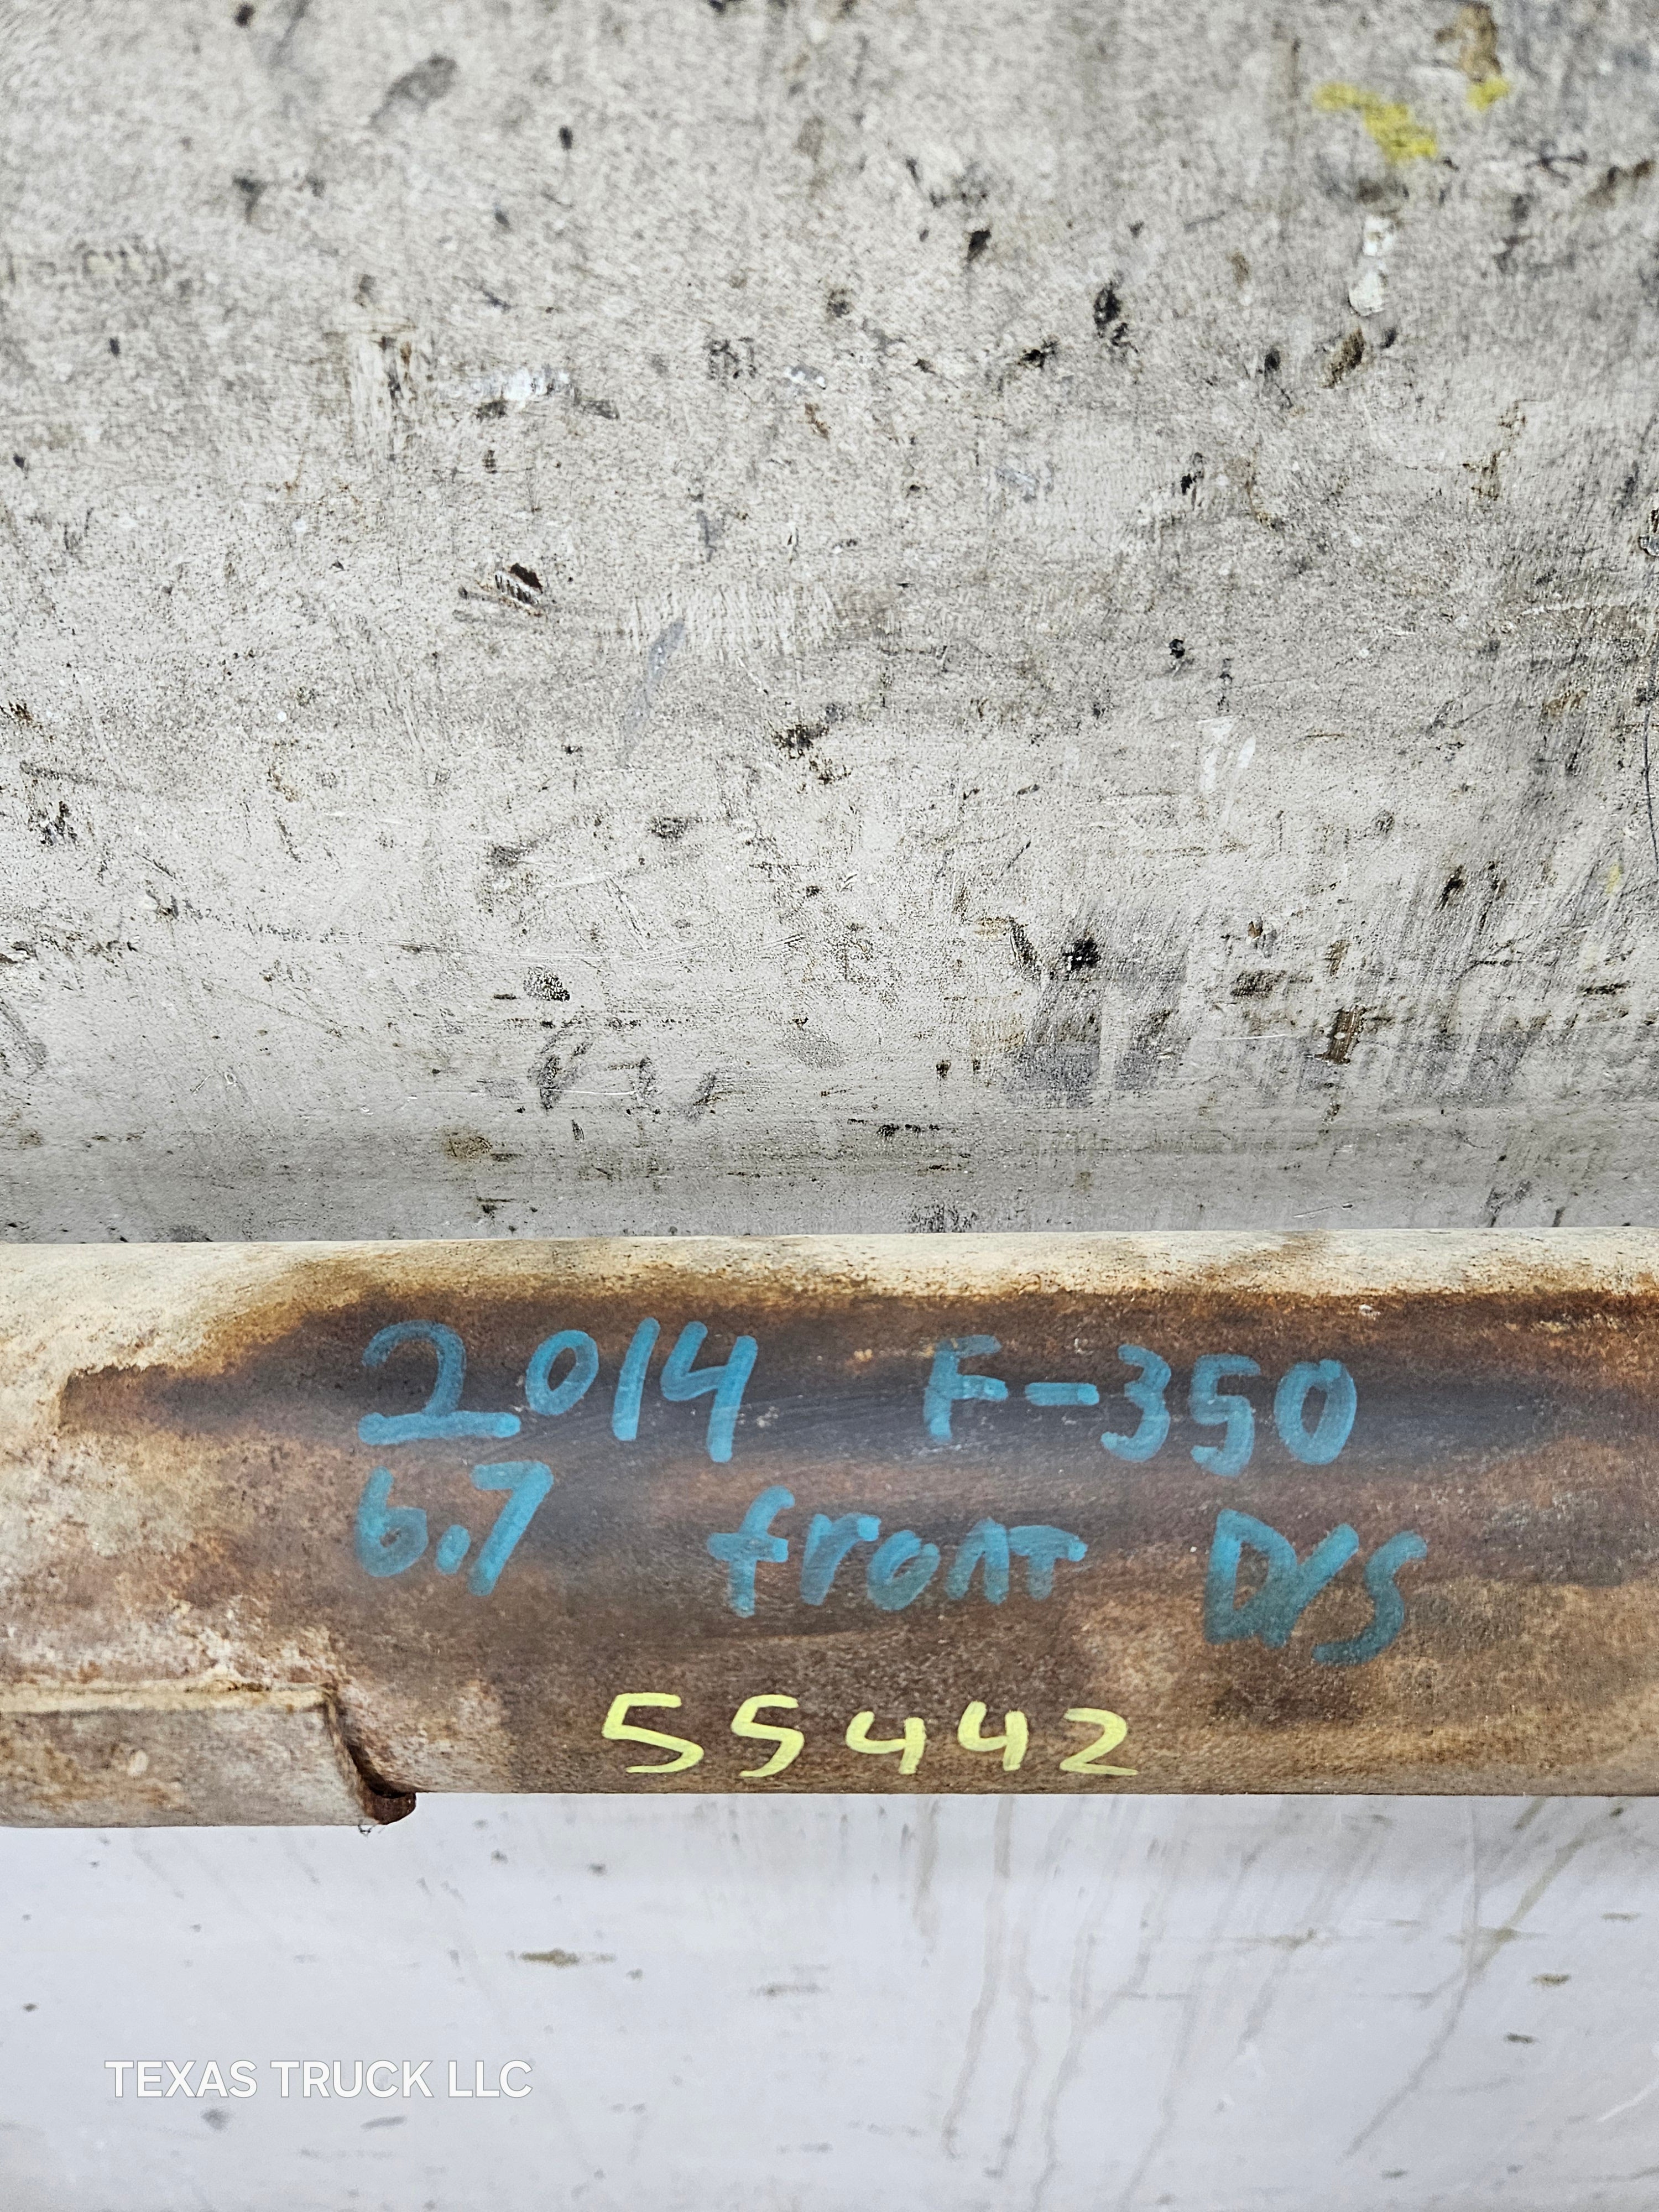 2014 F-350
6.7 front D/S
55442
TEXAS TRUCK LLC